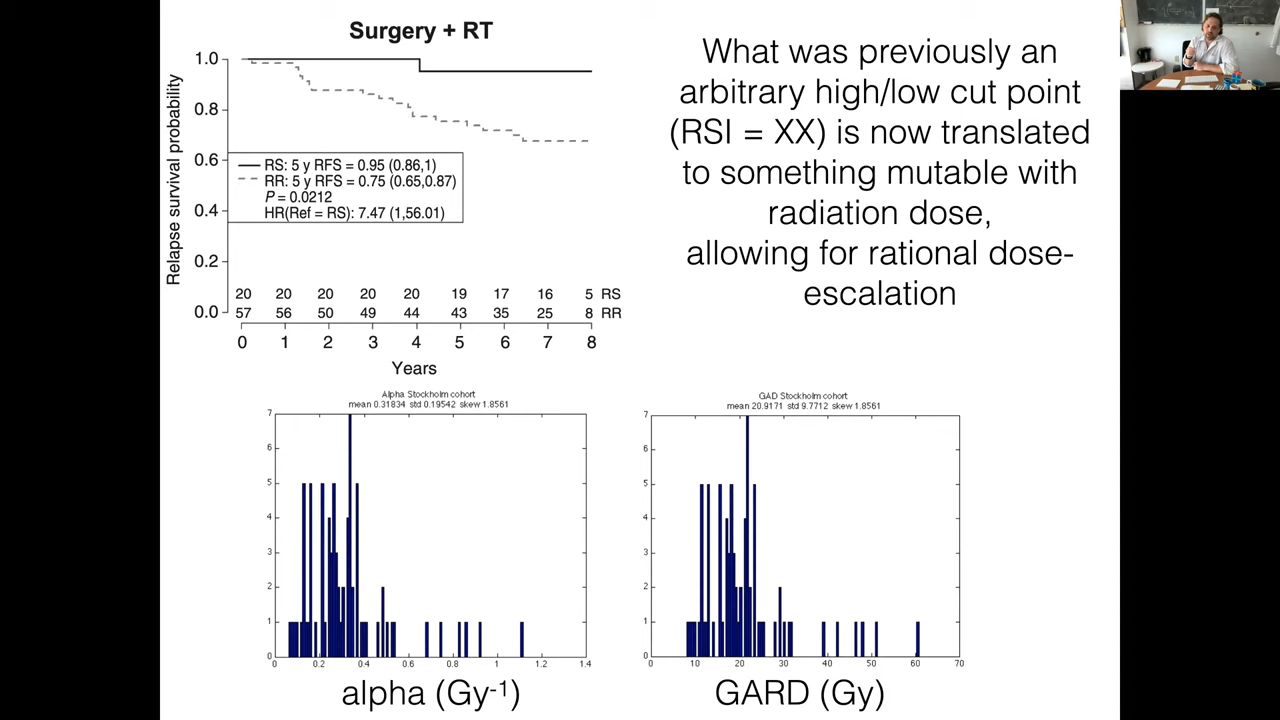 Surgery + RT
Relapse survival probability
1.0
0.8
0.6
0.4
0.2
0.0
RS: 5 y RFS = 0.95 (0.86,1)
RR: 5 y RFS = 0.75 (0.65,0.87)
P = 0.0212
HR(Ref = RS): 7.47 (1,56.01)
20 20 20 20 20 19 17 16 5 RS
57 56 50 49 44 43 35 25 8 RR
0 1 2 3 4 5 6 7 8
Years
What was previously an
arbitrary high/low cut point
(RSI = XX) is now translated
to something mutable with
radiation dose,
allowing for rational dose-
escalation
Alpha Stockholm cohort
mean 0.31834 std 0.19542 skew 1.8561
7
6
5
4
3
2
1
0
0 0.2 0.4 0.6 0.8 1 1.2 1.4
alpha (Gy-1)
GAD Stockholm cohort
mean 20.9171 std 9.7712 skew 1.8561
7
6
5
4
3
2
1
0
0 10 20 30 40 50 60 70
GARD (Gy)